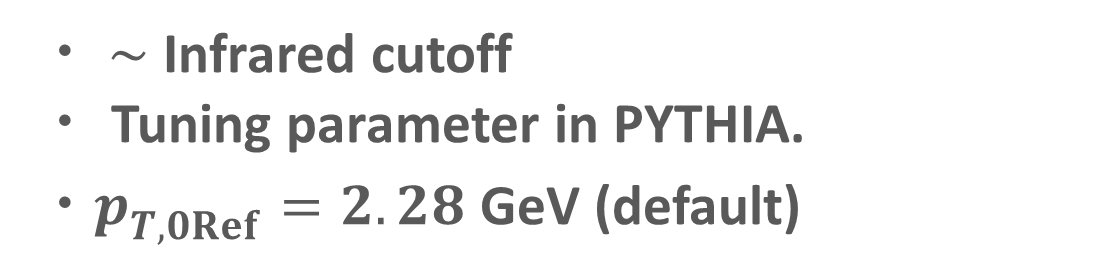 • ~ Infrared cutoff
• Tuning parameter in PYTHIA.
• p_{T,0Ref} = 2.28 GeV (default)